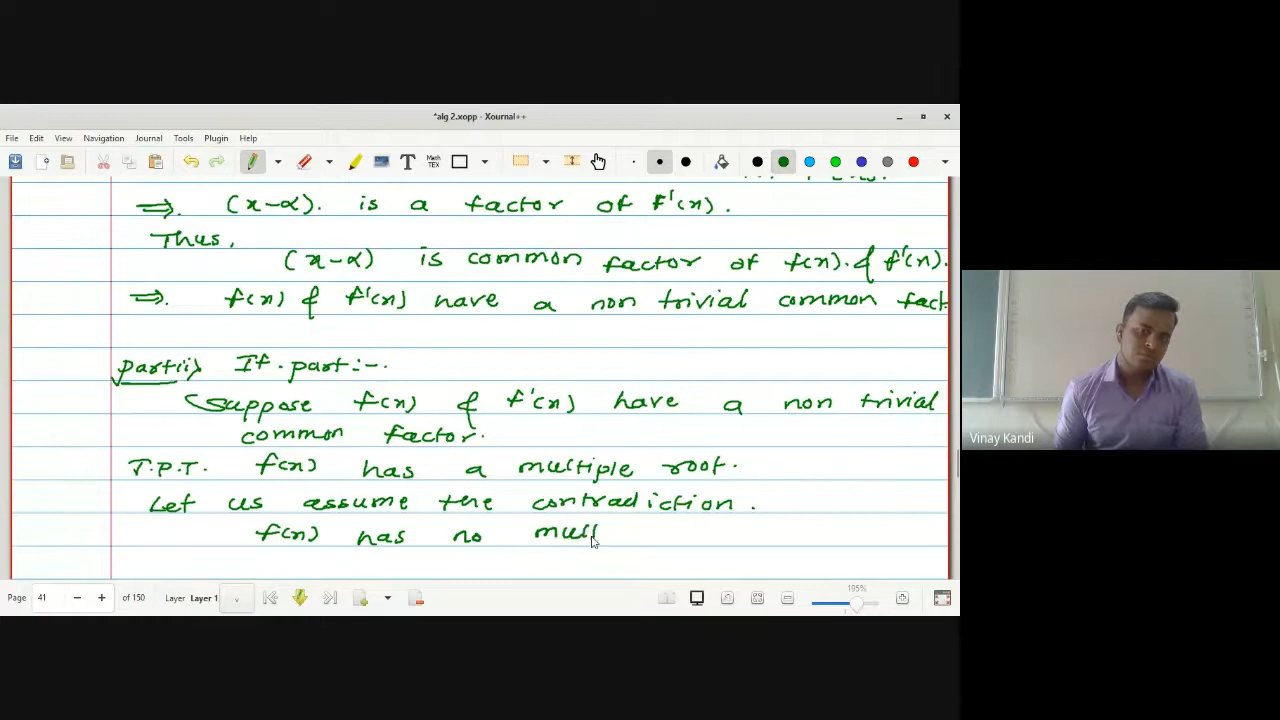 *alg 2.xopp - Xournal++
File Edit View Navigation Journal Tools Plugin Help
⇒ (x-α). is a factor of f'(x).
Thus,
(x-α) is common factor of f(x). & f'(x).
⇒ f(x) & f'(x) have a non trivial common fact.
Part ii) If part:-.
Suppose f(x) & f'(x) have a non trivial
common factor.
T.P.T. f(x) has a multiple root.
Let us assume the contradiction.
f(x) has no mul
Vinay Kandi
Page 41 of 150 Layer Layer 1 195%